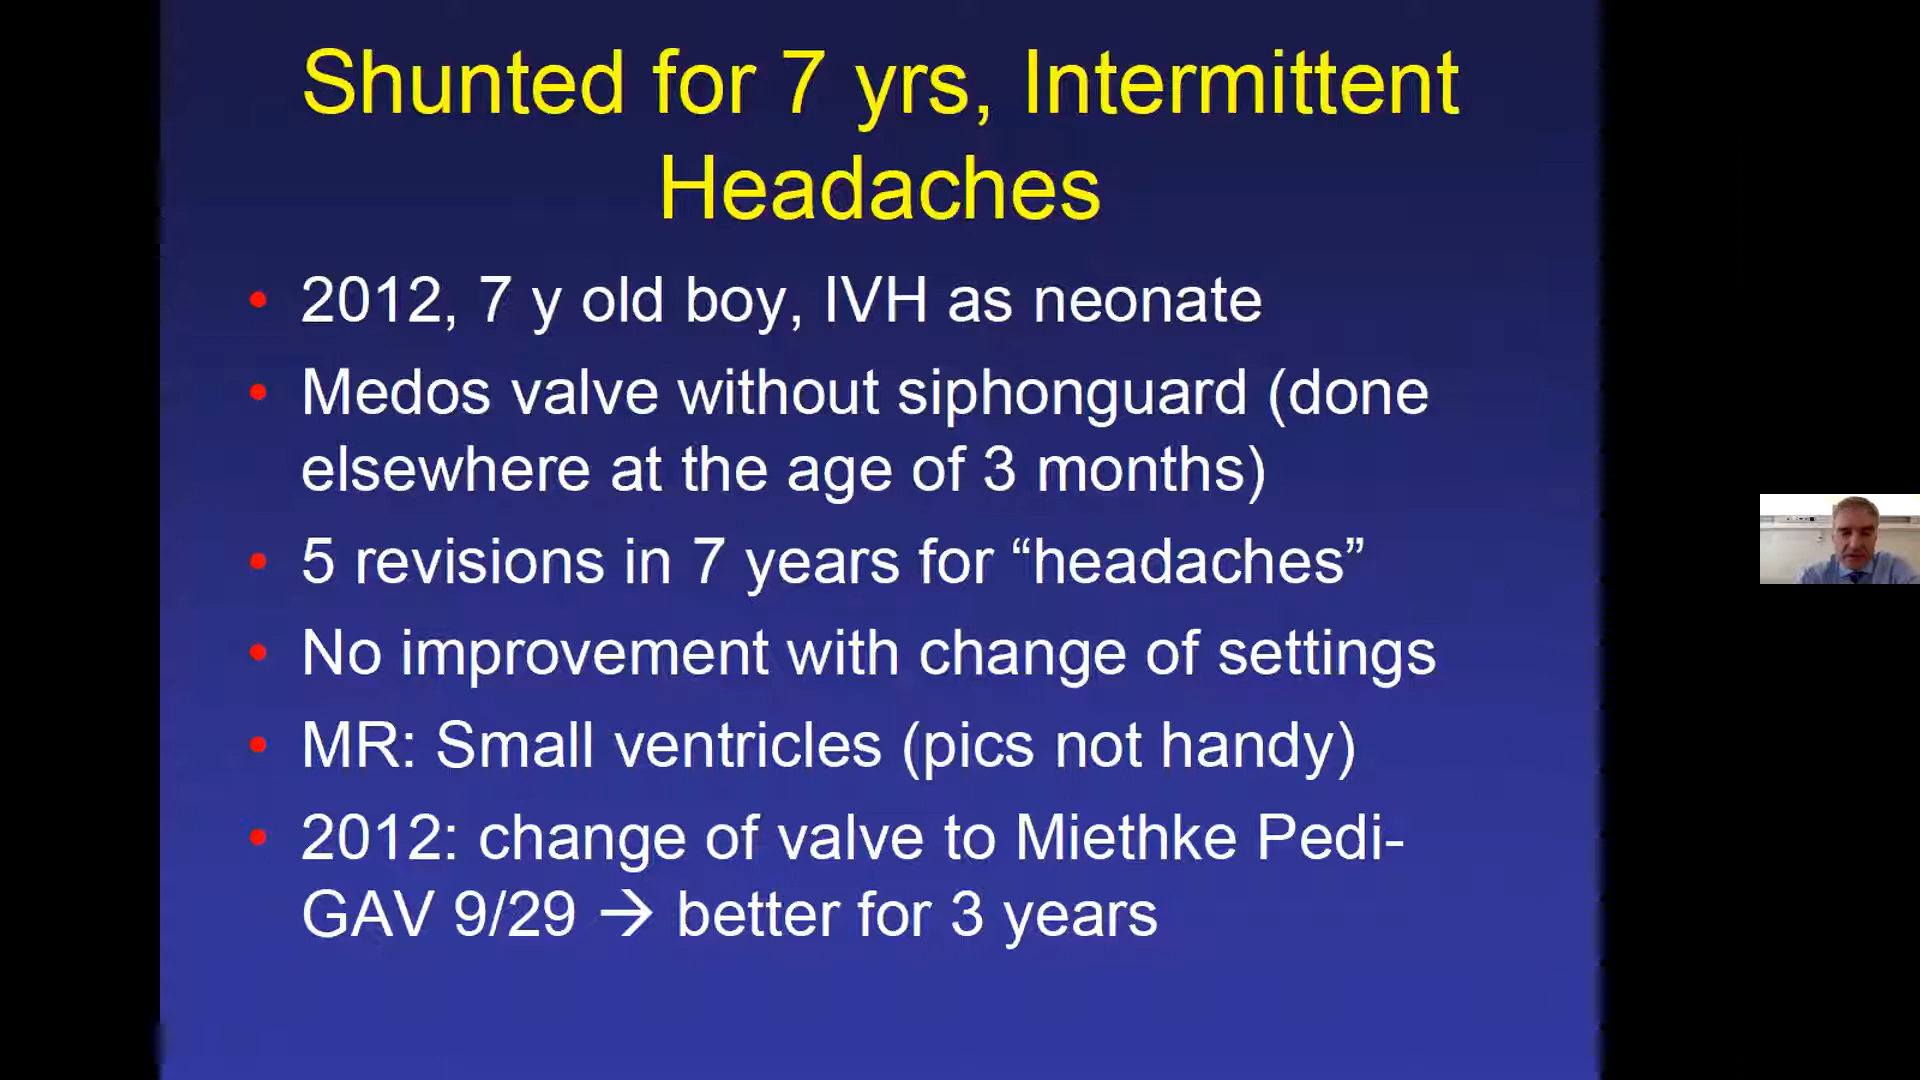 Shunted for 7 yrs, Intermittent
Headaches
• 2012, 7 y old boy, IVH as neonate
• Medos valve without siphonguard (done
elsewhere at the age of 3 months)
• 5 revisions in 7 years for “headaches”
• No improvement with change of settings
• MR: Small ventricles (pics not handy)
• 2012: change of valve to Miethke Pedi-
GAV 9/29 → better for 3 years